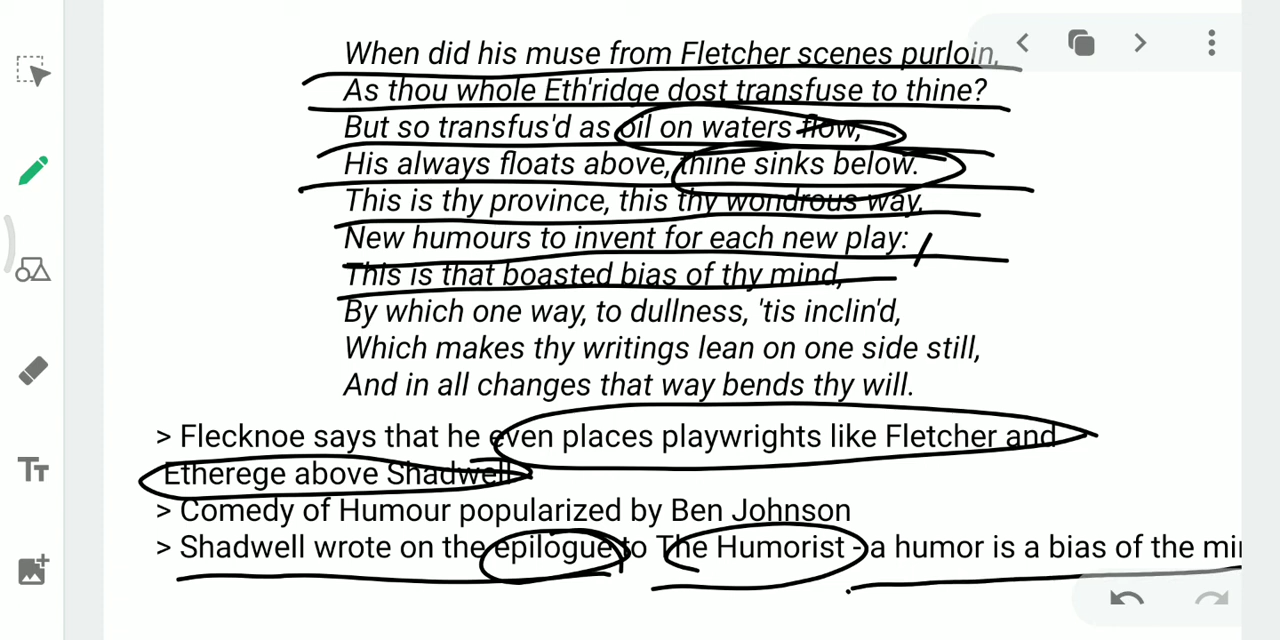 When did his muse from Fletcher scenes purloin,
As thou whole Eth'ridge dost transfuse to thine?
But so transfus'd as oil on waters flow,
His always floats above, thine sinks below.
This is thy province, this thy wondrous way,
New humours to invent for each new play:
This is that boasted bias of thy mind,
By which one way, to dullness, 'tis inclin'd,
Which makes thy writings lean on one side still,
And in all changes that way bends thy will.
> Flecknoe says that he even places playwrights like Fletcher and
Etherege above Shadwell
> Comedy of Humour popularized by Ben Johnson
> Shadwell wrote on the epilogue to The Humorist - a humor is a bias of the
Tт